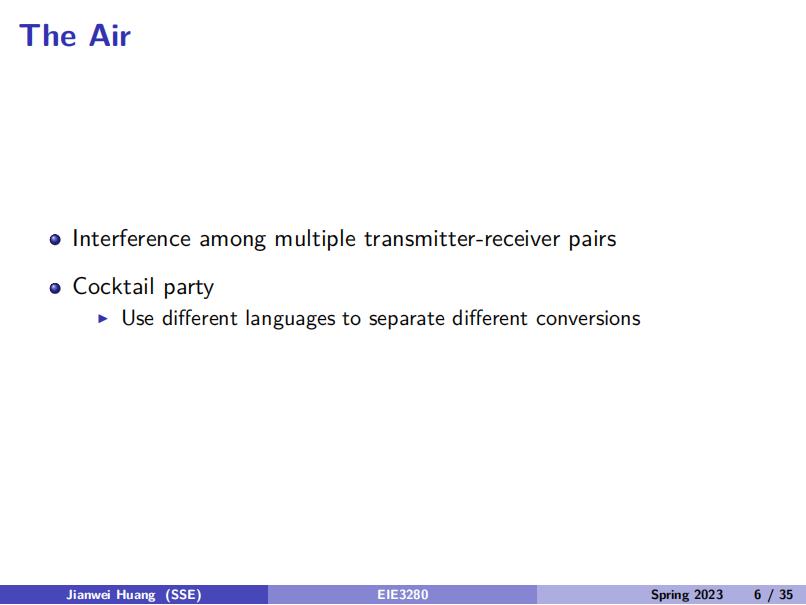 The Air
Interference among multiple transmitter-receiver pairs
Cocktail party
Use different languages to separate different conversions
Jianwei Huang (SSE) EIE3280 Spring 2023 6 / 35